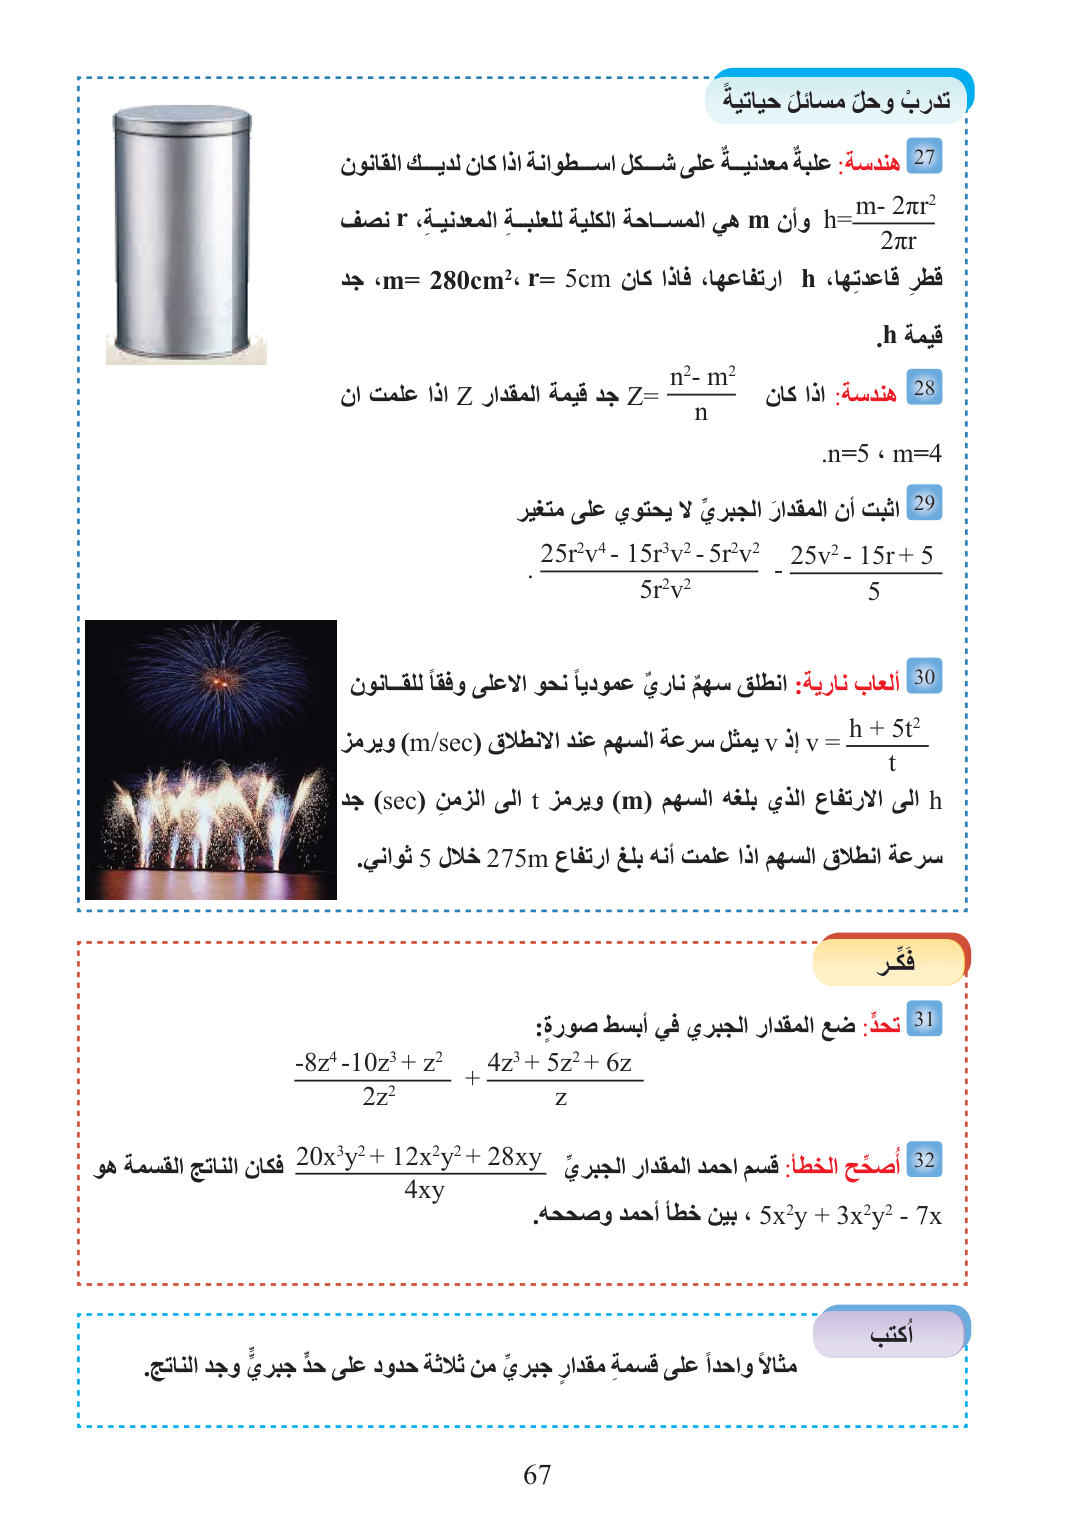 تدربْ وحلّ مسائلَ حياتيةً
27 هندسة: علبةٌ معدنيــةٌ على شــكل اســطوانة اذا كان لديــك القانون
h= (m- 2πr²)/(2πr) وأن m هي المساحة الكلية للعلبــةِ المعدنيةِ، r نصف
قطرِ قاعدتِها، h ارتفاعها، فاذا كان m= 280cm²، r= 5cm، جد
قيمة h.
28 هندسة: اذا كان Z= (n²- m²)/n جد قيمة المقدار Z اذا علمت ان
n=5 ، m=4.
29 اثبت أن المقدارَ الجبريِّ لا يحتوي على متغير
(25r²v⁴ - 15r³v² - 5r²v²)/(5r²v²) - (25v² - 15r + 5)/5 .
30 ألعاب نارية: انطلق سهمٌ ناريٌ عمودياً نحو الاعلى وفقاً للقــانون
v = (h + 5t²)/t إذ v يمثل سرعة السهم عند الانطلاق (m/sec) ويرمز
h الى الارتفاع الذي بلغه السهم (m) ويرمز t الى الزمنِ (sec) جد
سرعة انطلاق السهم اذا علمت أنه بلغ ارتفاع 275m خلال 5 ثواني.
فَكِّـر
31 تحدٍّ: ضع المقدار الجبري في أبسط صورةٍ:
(-8z⁴ -10z³ + z²)/(2z²) + (4z³ + 5z² + 6z)/z
32 أُصحِّح الخطأ: قسم احمد المقدار الجبريِّ (20x³y² + 12x²y² + 28xy)/(4xy) فكان الناتج القسمة هو
5x²y + 3x²y² - 7x ، بين خطأ أحمد وصححه.
أكتب
مثالاً واحداً على قسمةِ مقدارٍ جبريِّ من ثلاثة حدود على حدٍّ جبريٍّ وجد الناتج.
67